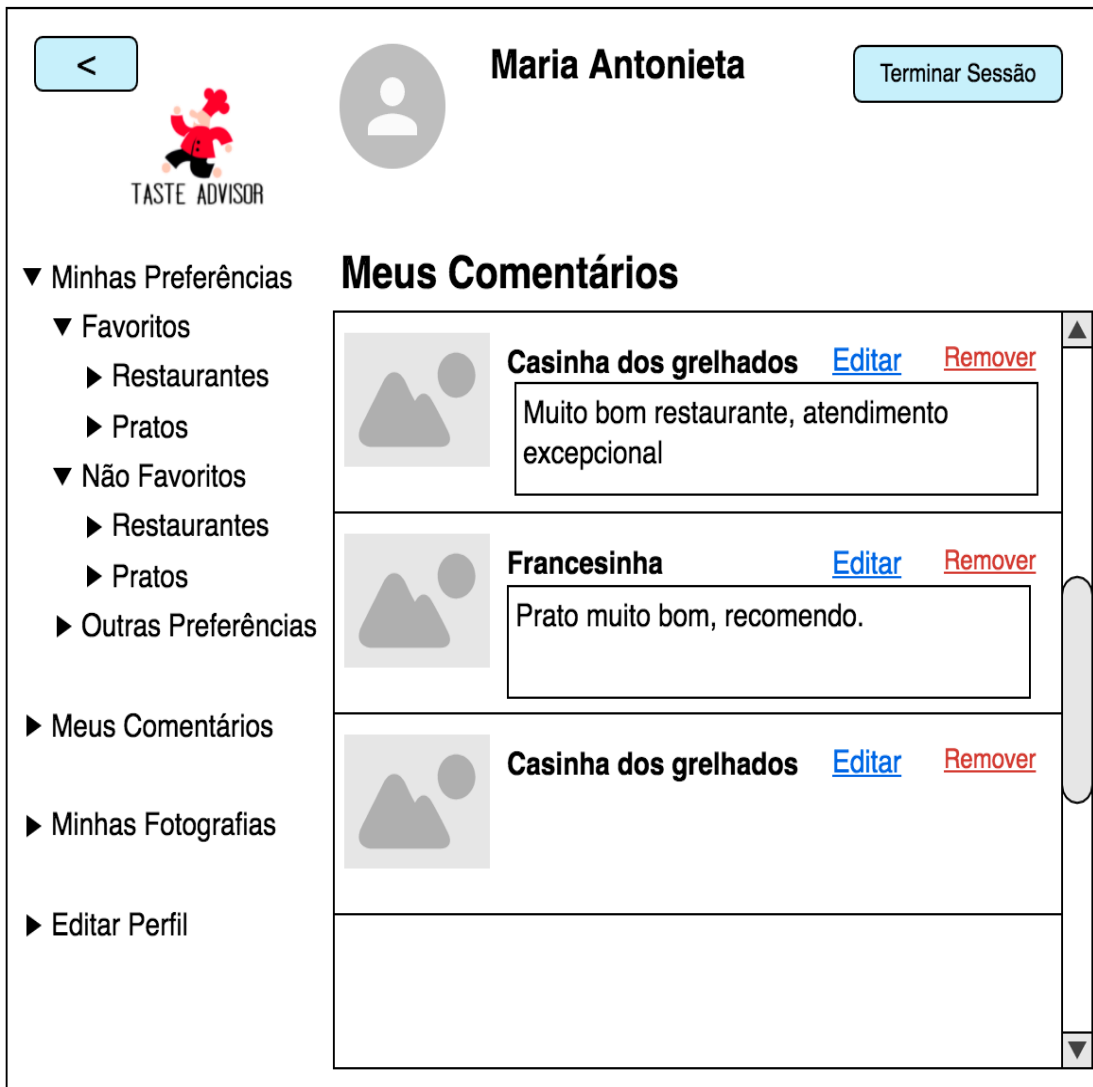 <
Maria Antonieta
Terminar Sessão
TASTE ADVISOR
Minhas Preferências
Favoritos
Restaurantes
Pratos
Não Favoritos
Restaurantes
Pratos
Outras Preferências
Meus Comentários
Minhas Fotografias
Editar Perfil
Meus Comentários
Casinha dos grelhados Editar Remover
Muito bom restaurante, atendimento
excepcional
Francesinha Editar Remover
Prato muito bom, recomendo.
Casinha dos grelhados Editar Remover